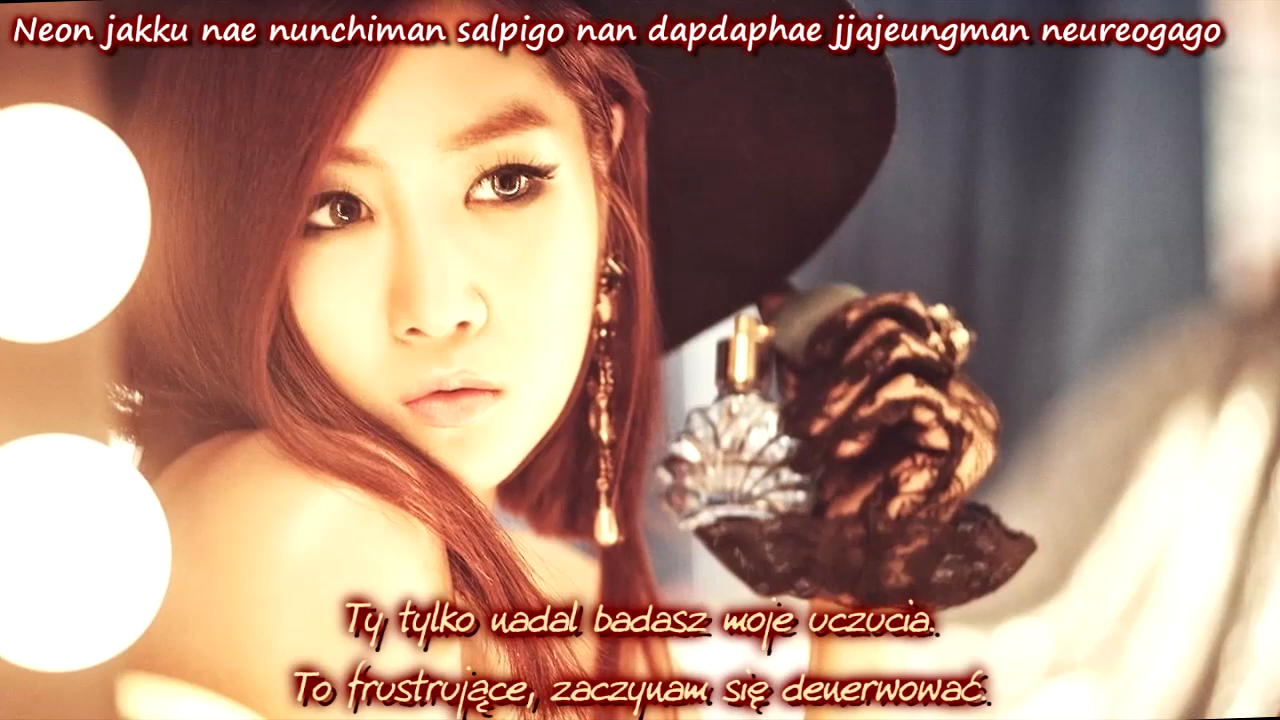 Neon jakku nae nunchiman salpigo nan dapdaphae jjajeungman neureogago
Ty tylko nadal badasz moje uczucia.
To frustrujące, zaczynam się denerwować.